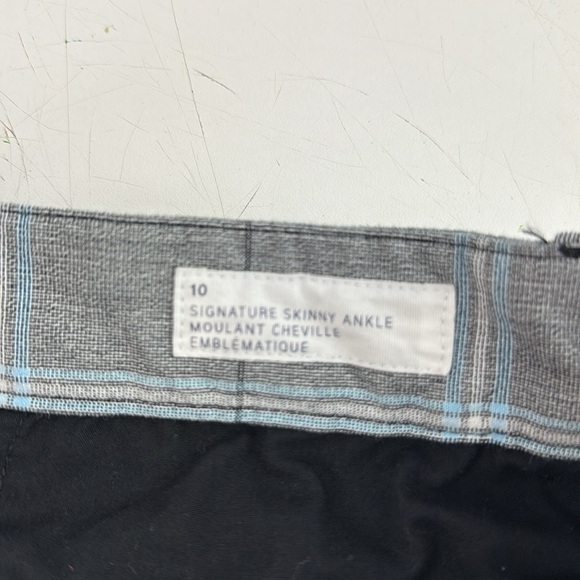 10
SIGNATURE SKINNY ANKLE
MOULANT CHEVILLE
EMBLÉMATIQUE